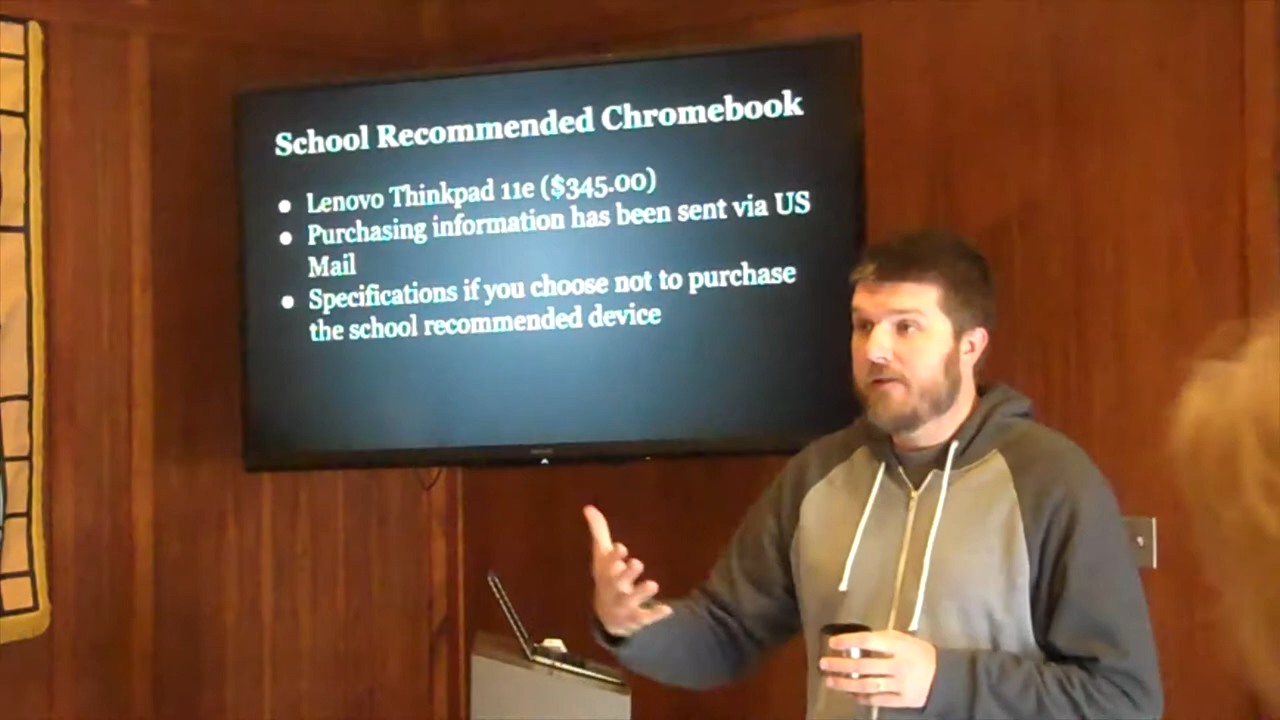 School Recommended Chromebook
● Lenovo Thinkpad 11e ($345.00)
● Purchasing information has been sent via US
Mail
● Specifications if you choose not to purchase
the school recommended device